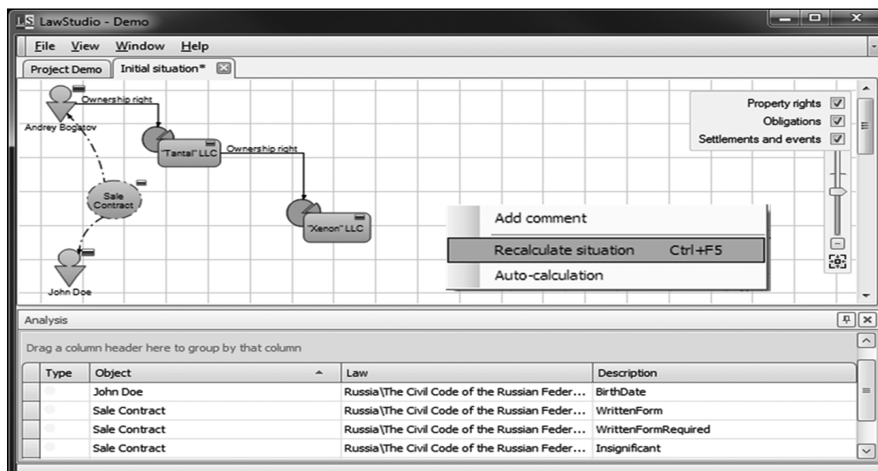 LS LawStudio - Demo
File View Window Help
Project Demo Initial situation*
Ownership right
Andrey Bogatov
"Tantal" LLC
Ownership right
Sale
Contract
"Xenon" LLC
John Doe
Property rights
Obligations
Settlements and events
Add comment
Recalculate situation Ctrl+F5
Auto-calculation
Analysis
Drag a column header here to group by that column
Type Object Law Description
John Doe Russia\The Civil Code of the Russian Feder... BirthDate
Sale Contract Russia\The Civil Code of the Russian Feder... WrittenForm
Sale Contract Russia\The Civil Code of the Russian Feder... WrittenFormRequired
Sale Contract Russia\The Civil Code of the Russian Feder... Insignificant